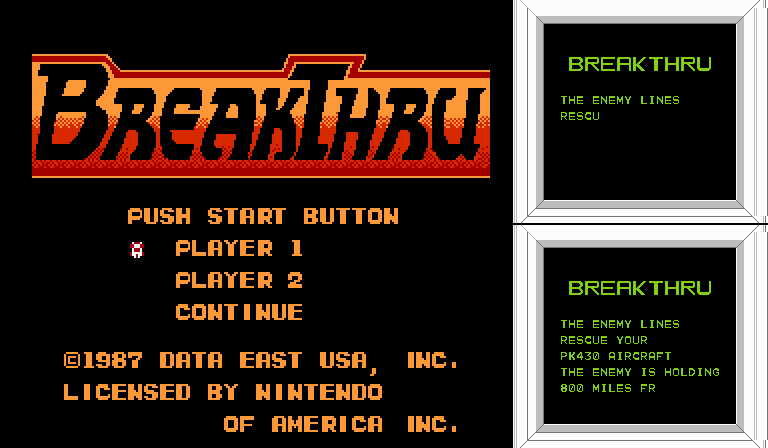 BREAKTHRU
PUSH START BUTTON
PLAYER 1
PLAYER 2
CONTINUE
©1987 DATA EAST USA, INC.
LICENSED BY NINTENDO
OF AMERICA INC.
BREAKTHRU
THE ENEMY LINES
RESCU
BREAKTHRU
THE ENEMY LINES
RESCUE YOUR
PK430 AIRCRAFT
THE ENEMY IS HOLDING
800 MILES FR